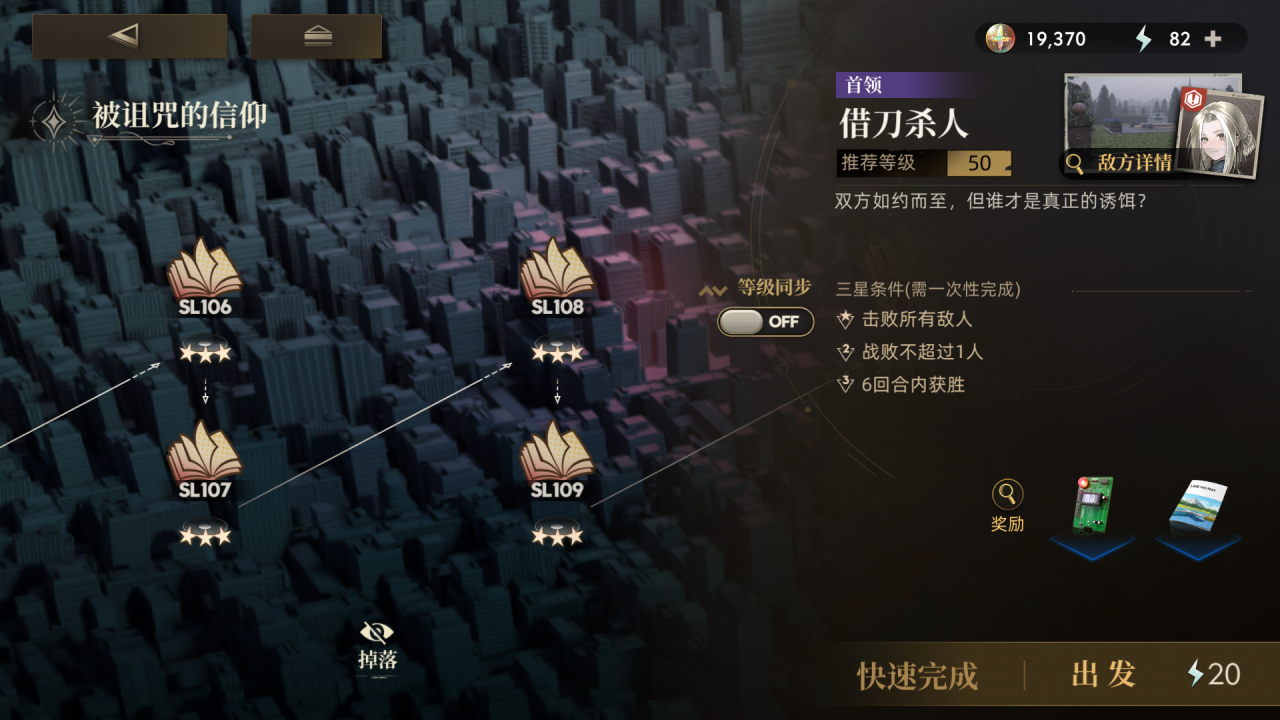 19,370
82
被诅咒的信仰
首领
借刀杀人
推荐等级 50
敌方详情
双方如约而至，但谁才是真正的诱饵?
SL106
SL108
等级同步
OFF
三星条件(需一次性完成)
击败所有敌人
2 战败不超过1人
3 6回合内获胜
SL107
SL109
奖励
掉落
快速完成
出发
20